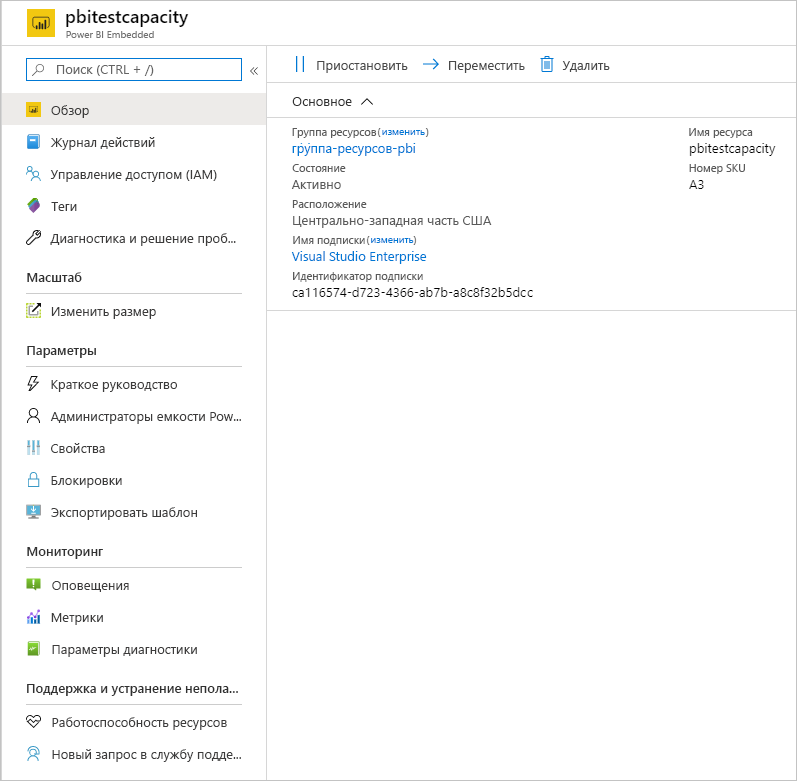 pbitestcapacity
Power BI Embedded
Поиск (CTRL + /)
«
Обзор
Журнал действий
Управление доступом (IAM)
Теги
Диагностика и решение проб...
Масштаб
Изменить размер
Параметры
Краткое руководство
Администраторы емкости Pow...
Свойства
Блокировки
Экспортировать шаблон
Мониторинг
Оповещения
Метрики
Параметры диагностики
Поддержка и устранение непола...
Работоспособность ресурсов
Новый запрос в службу подде...
Приостановить Переместить Удалить
Основное
Группа ресурсов(изменить)
группа-ресурсов-pbi
Состояние
Активно
Расположение
Центрально-западная часть США
Имя подписки(изменить)
Visual Studio Enterprise
Идентификатор подписки
ca116574-d723-4366-ab7b-a8c8f32b5dcc
Имя ресурса
pbitestcapacity
Номер SKU
A3